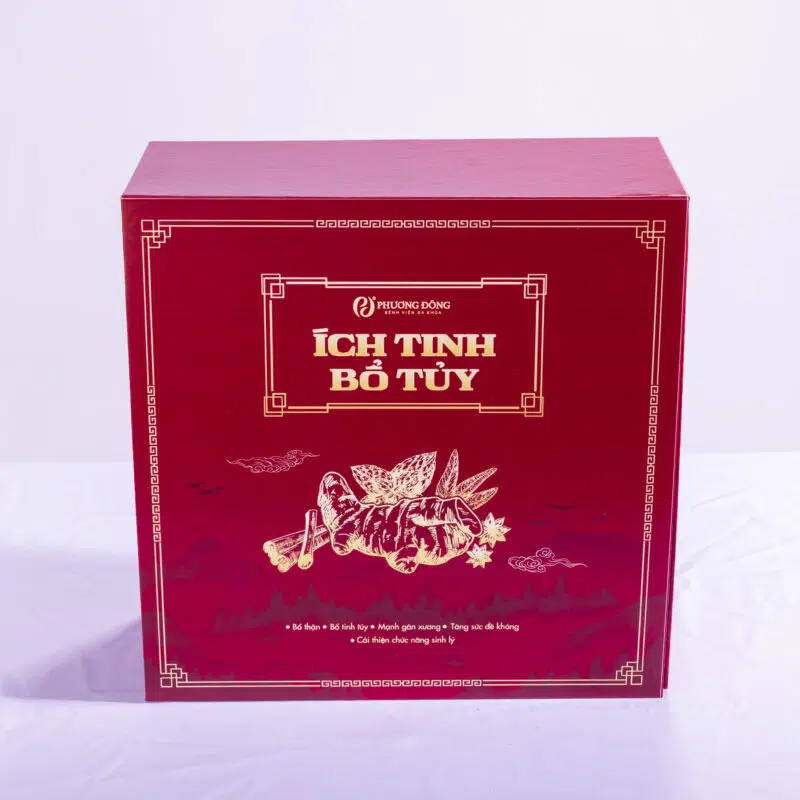 PHƯƠNG ĐÔNG
BỆNH VIỆN ĐA KHOA
ÍCH TINH
BỔ TỦY
• Bổ thận • Bổ tinh tủy • Mạnh gân xương • Tăng sức đề kháng
• Cải thiện chức năng sinh lý